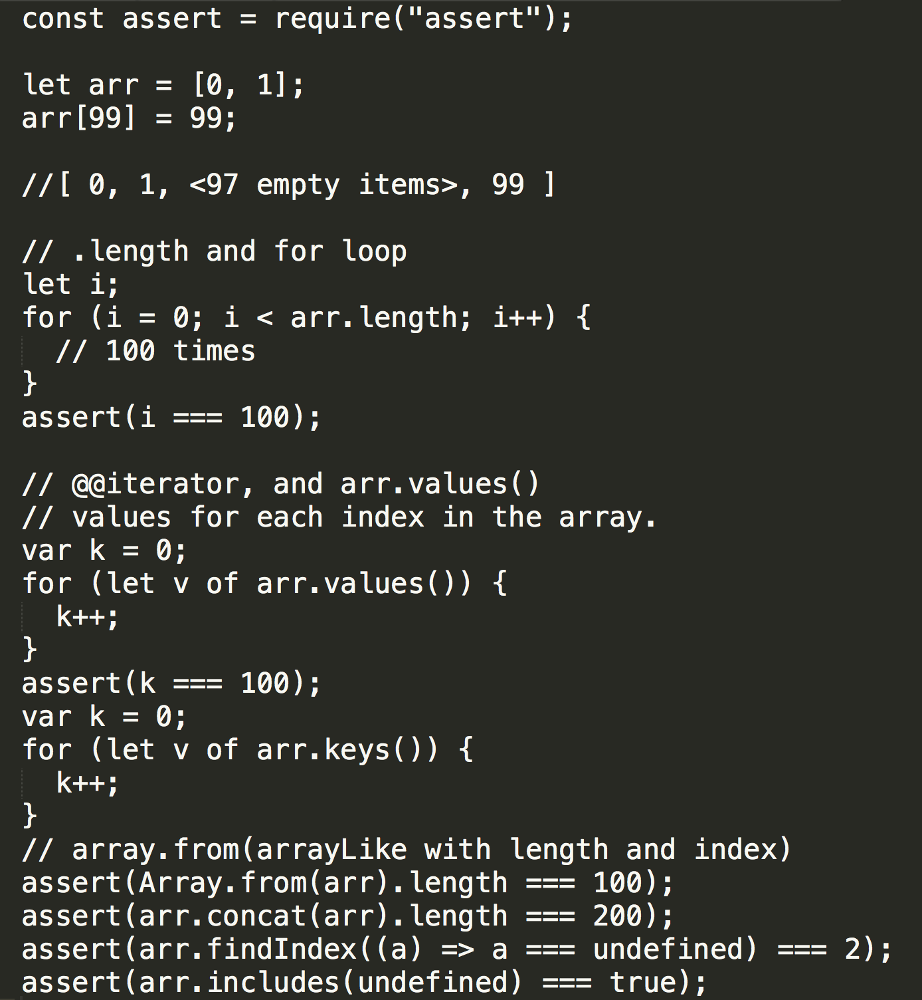 const assert = require("assert");
let arr = [0, 1];
arr[99] = 99;
//[ 0, 1, <97 empty items>, 99 ]
// .length and for loop
let i;
for (i = 0; i < arr.length; i++) {
  // 100 times
}
assert(i === 100);
// @@iterator, and arr.values()
// values for each index in the array.
var k = 0;
for (let v of arr.values()) {
  k++;
}
assert(k === 100);
var k = 0;
for (let v of arr.keys()) {
  k++;
}
// array.from(arrayLike with length and index)
assert(Array.from(arr).length === 100);
assert(arr.concat(arr).length === 200);
assert(arr.findIndex((a) => a === undefined) === 2);
assert(arr.includes(undefined) === true);